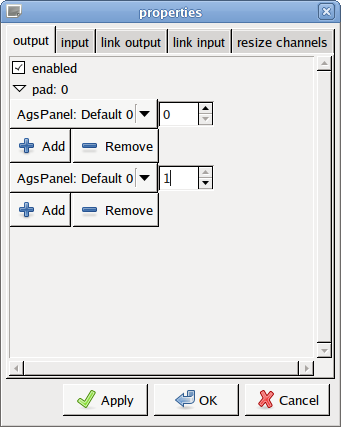 properties
output input link output link input resize channels
enabled
pad: 0
AgsPanel: Default 0 0
Add Remove
AgsPanel: Default 0 1
Add Remove
Apply OK Cancel